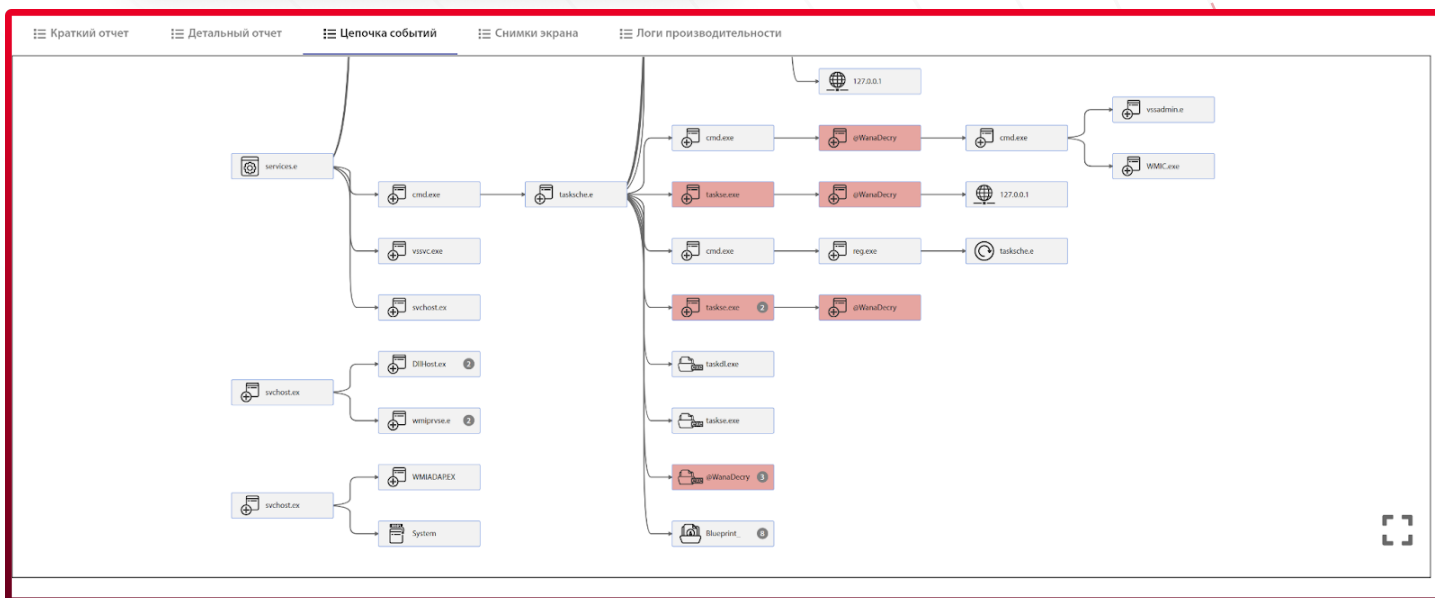 Краткий отчет
Детальный отчет
Цепочка событий
Снимки экрана
Логи производительности
127.0.0.1
vssadmin.e
cmd.exe
@WanaDecry
cmd.exe
services.e
WMIC.exe
cmd.exe
tasksche.e
taskse.exe
@WanaDecry
127.0.0.1
vssvc.exe
cmd.exe
reg.exe
tasksche.e
svchost.ex
taskse.exe 2
@WanaDecry
DllHost.ex 2
taskdl.exe
svchost.ex
wmiprvse.e 2
taskse.exe
WMIADAP.EX
@WanaDecry 3
svchost.ex
System
Blueprint_ 8